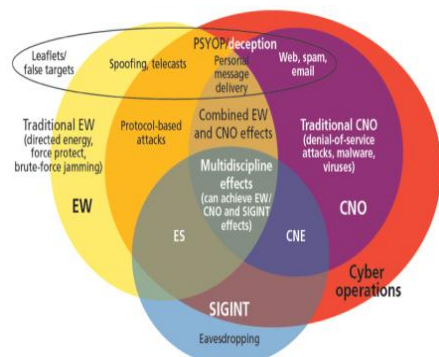 PSYOP/deception
Leaflets/
false targets
Spoofing, telecasts
Personal
message
delivery
Web, spam,
email
Traditional EW
(directed energy,
force protect,
brute-force jamming)
EW
Protocol-based
attacks
Combined EW
and CNO effects
Traditional CNO
(denial-of-service
attacks, malware,
viruses)
CNO
Multidiscipline
effects
(can achieve EW/
CNO and SIGINT
effects)
ES
CNE
Cyber
operations
SIGINT
Eavesdropping